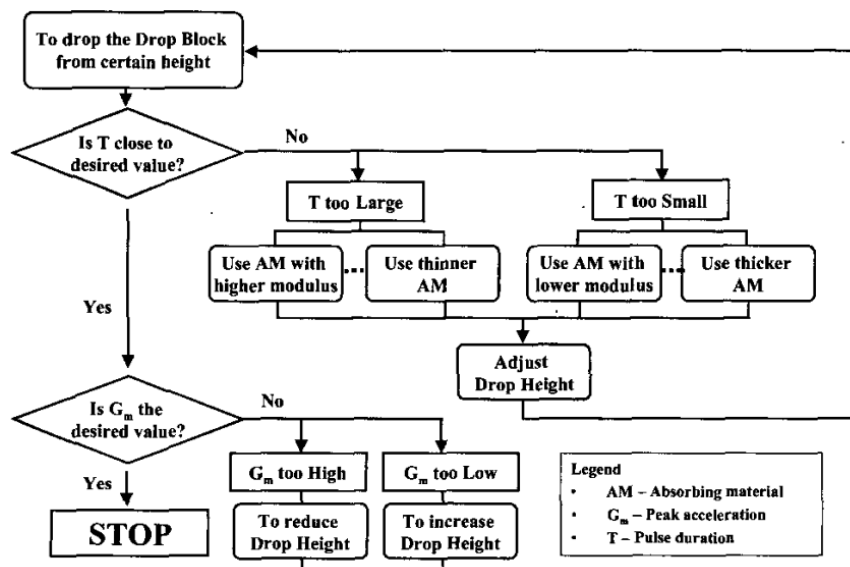 To drop the Drop Block
from certain height
Is T close to
desired value?
No
T too Large
T too Small
Use AM with
higher modulus
Use thinner
AM
Use AM with
lower modulus
Use thicker
AM
Yes
Adjust
Drop Height
Is Gₘ the
desired value?
No
Gₘ too High
Gₘ too Low
Yes
STOP
To reduce
Drop Height
To increase
Drop Height
Legend
• AM – Absorbing material
• Gₘ – Peak acceleration
• T – Pulse duration